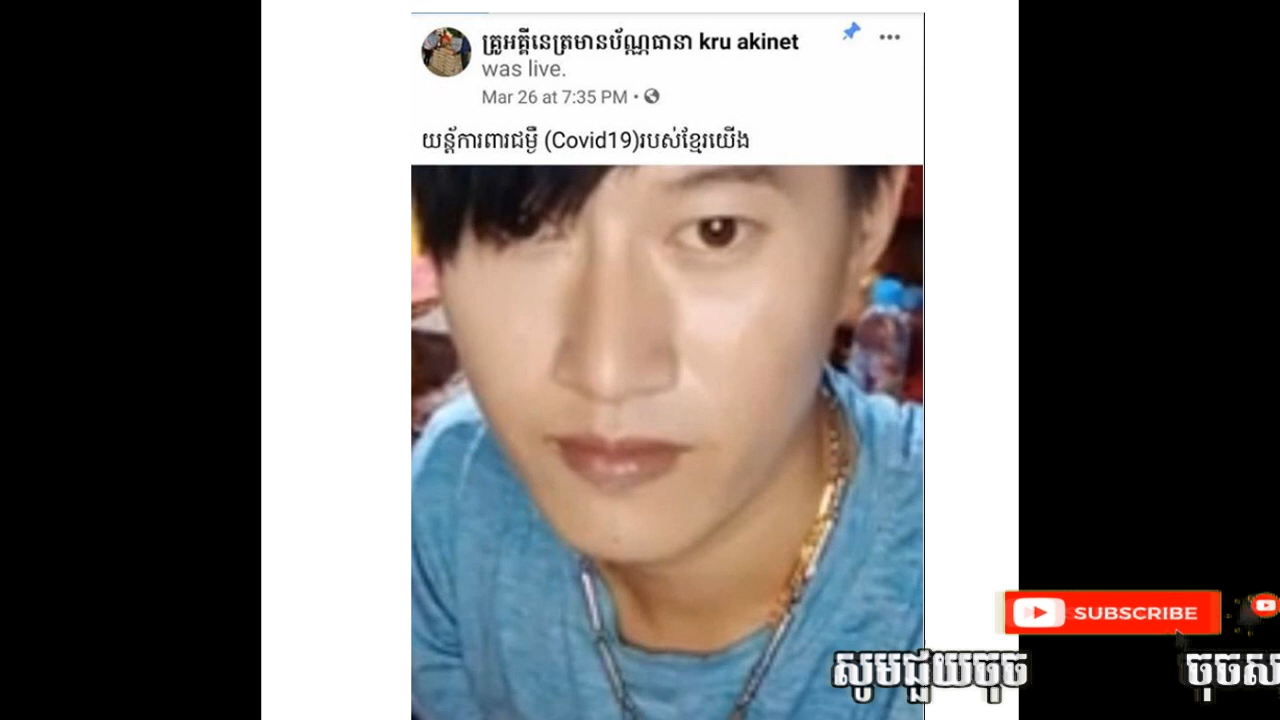 គ្រូអគ្គីនេត្រមានប័ណ្ណធានា kru akinet
was live.
Mar 26 at 7:35 PM •
យន្ត័ការពារជម្ងឺ (Covid19)របស់ខ្មែរយើង
SUBSCRIBE
សូមជួយចុច